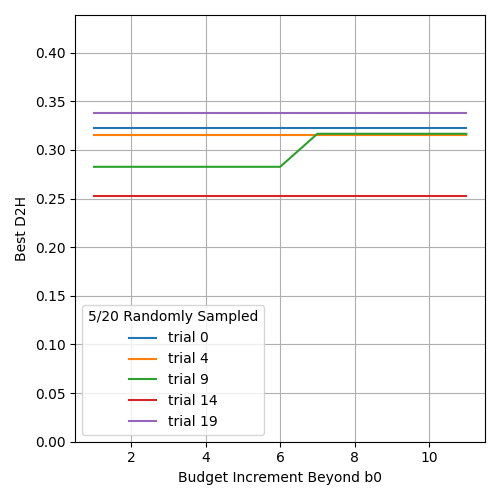 0.40
0.35
0.30
0.25
0.20
0.15
0.10
0.05
0.00
Best D2H
5/20 Randomly Sampled
trial 0
trial 4
trial 9
trial 14
trial 19
2 4 6 8 10
Budget Increment Beyond b0